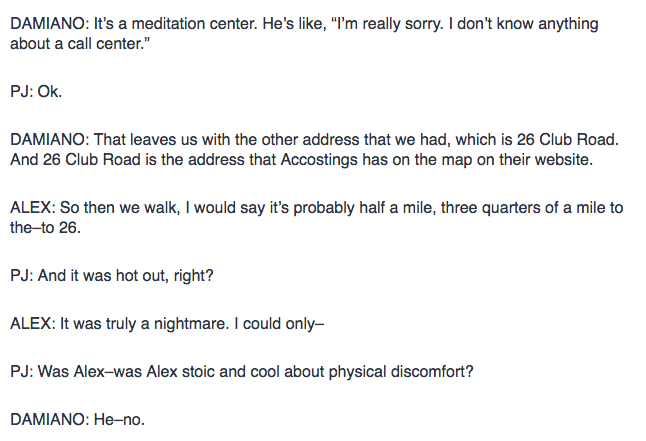 DAMIANO: It’s a meditation center. He’s like, “I’m really sorry. I don’t know anything
about a call center.”
PJ: Ok.
DAMIANO: That leaves us with the other address that we had, which is 26 Club Road.
And 26 Club Road is the address that Accostings has on the map on their website.
ALEX: So then we walk, I would say it’s probably half a mile, three quarters of a mile to
the–to 26.
PJ: And it was hot out, right?
ALEX: It was truly a nightmare. I could only–
PJ: Was Alex–was Alex stoic and cool about physical discomfort?
DAMIANO: He–no.